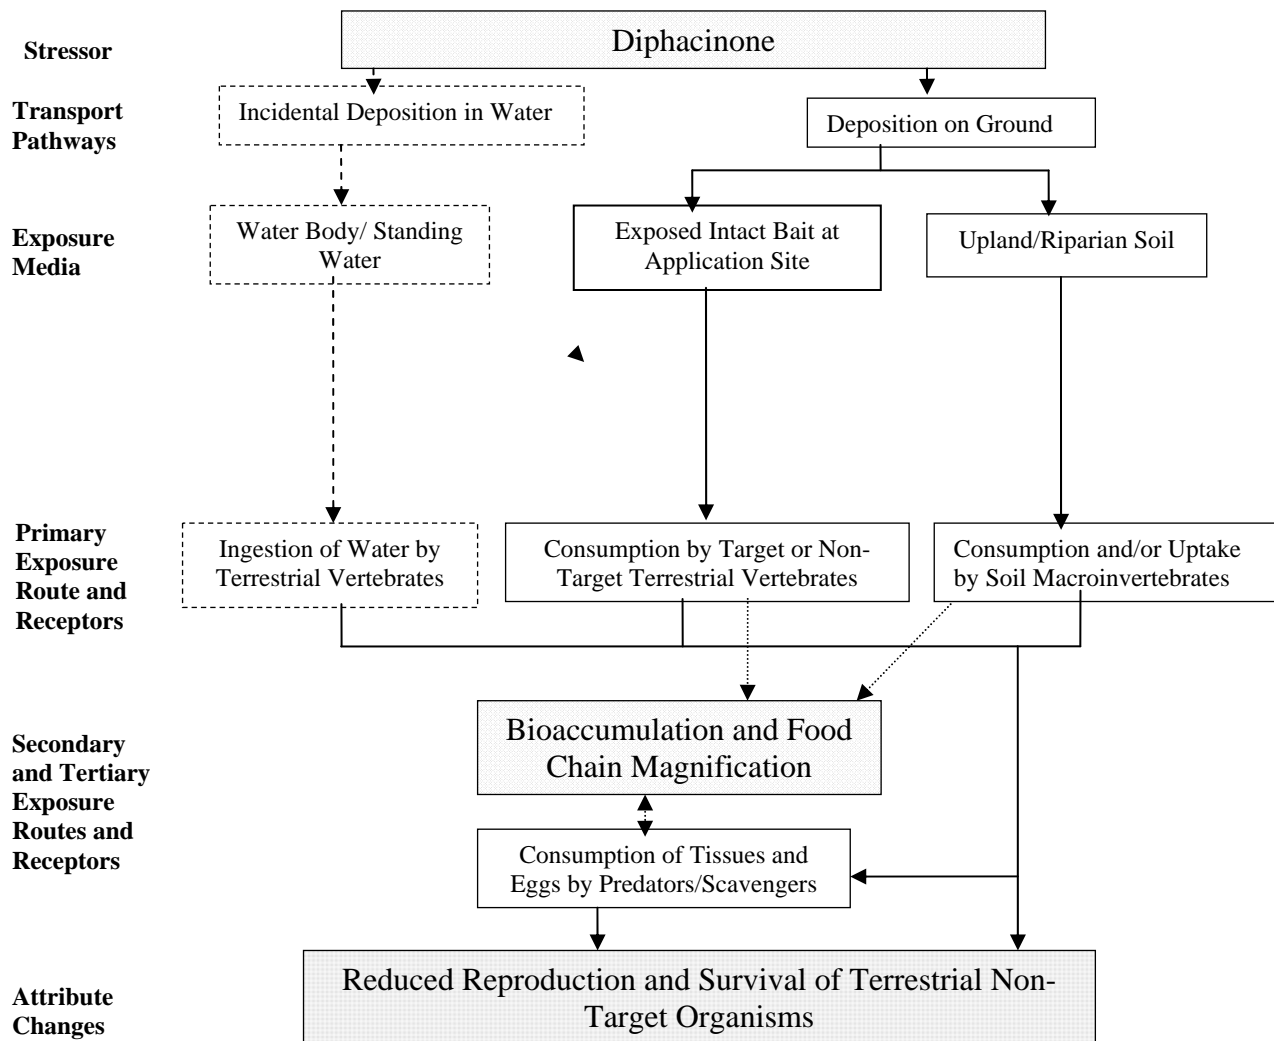 Stressor
Diphacinone
Transport
Pathways
Incidental Deposition in Water
Deposition on Ground
Exposure
Media
Water Body/ Standing
Water
Exposed Intact Bait at
Application Site
Upland/Riparian Soil
Primary
Exposure
Route and
Receptors
Ingestion of Water by
Terrestrial Vertebrates
Consumption by Target or Non-
Target Terrestrial Vertebrates
Consumption and/or Uptake
by Soil Macroinvertebrates
Secondary
and Tertiary
Exposure
Routes and
Receptors
Bioaccumulation and Food
Chain Magnification
Consumption of Tissues and
Eggs by Predators/Scavengers
Attribute
Changes
Reduced Reproduction and Survival of Terrestrial Non-
Target Organisms